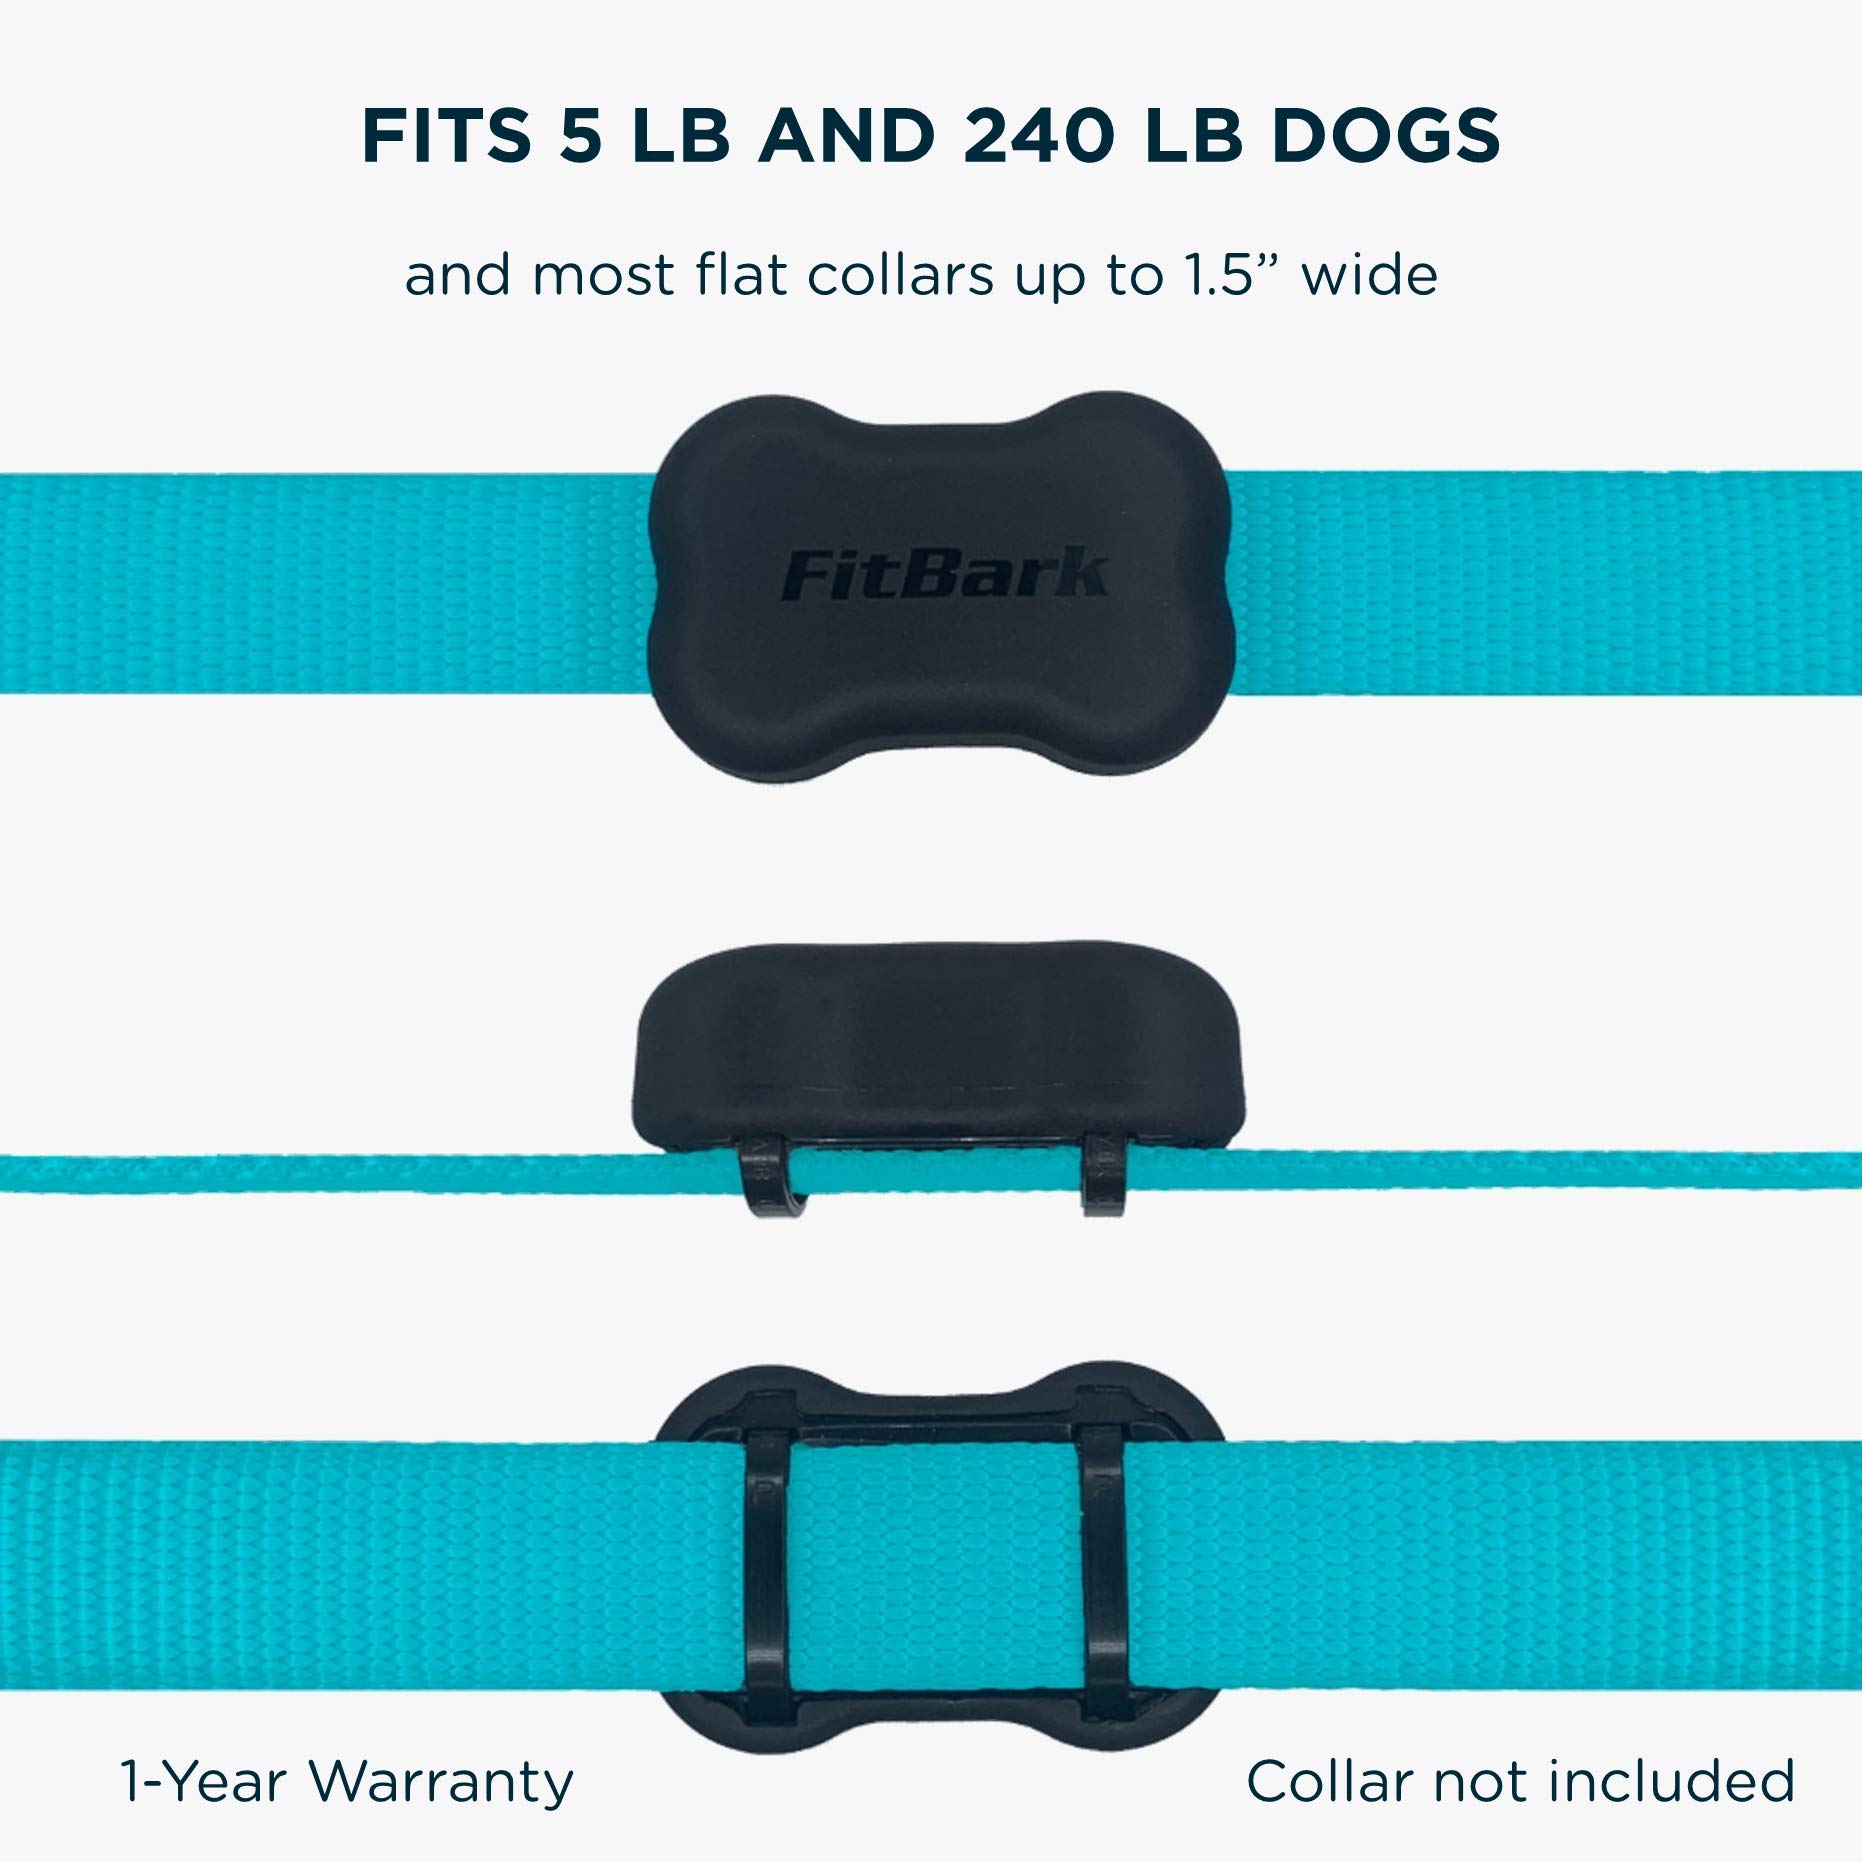 FITS 5 LB AND 240 LB DOGS
and most flat collars up to 1.5” wide
FitBark
1-Year Warranty
Collar not included